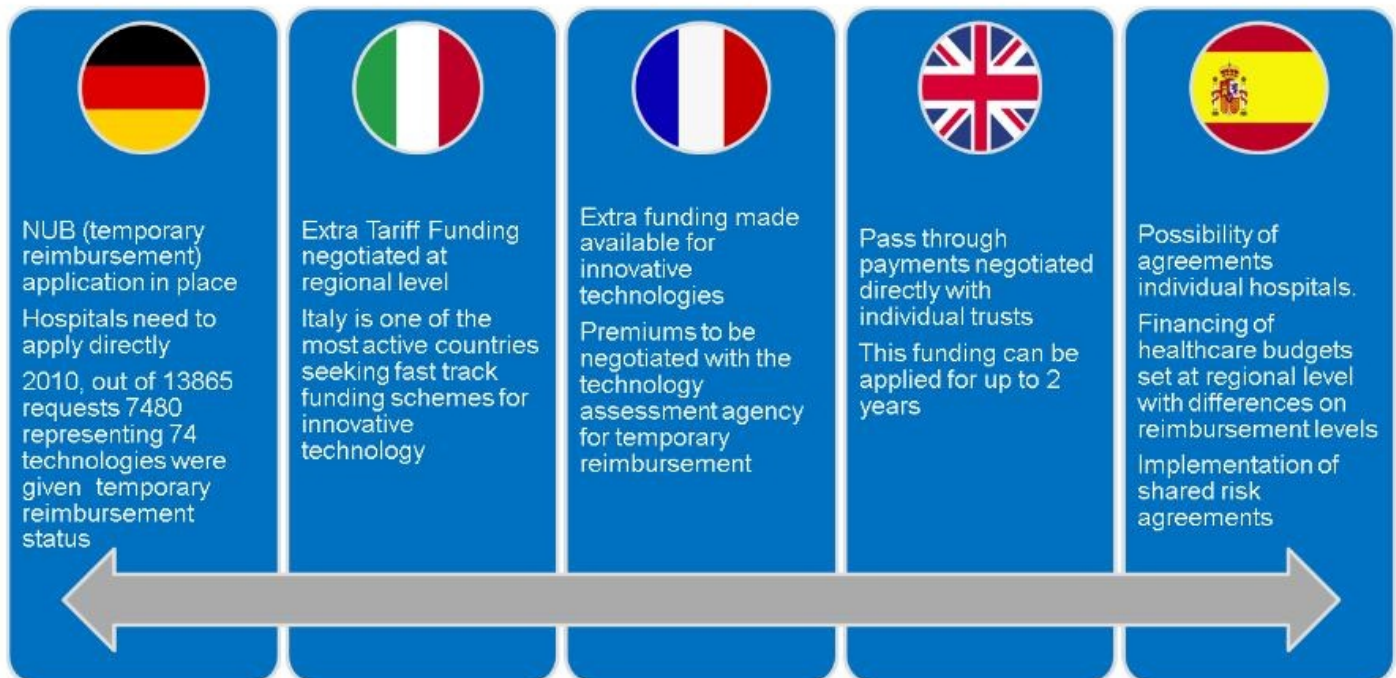 NUB (temporary
reimbursement)
application in place
Hospitals need to
apply directly
2010, out of 13865
requests 7480
representing 74
technologies were
given temporary
reimbursement
status
Extra Tariff Funding
negotiated at
regional level
Italy is one of the
most active countries
seeking fast track
funding schemes for
innovative
technology
Extra funding made
available for
innovative
technologies
Premiums to be
negotiated with the
technology
assessment agency
for temporary
reimbursement
Pass through
payments negotiated
directly with
individual trusts
This funding can be
applied for up to 2
years
Possibility of
agreements
individual hospitals.
Financing of
healthcare budgets
set at regional level
with differences on
reimbursement levels
Implementation of
shared risk
agreements